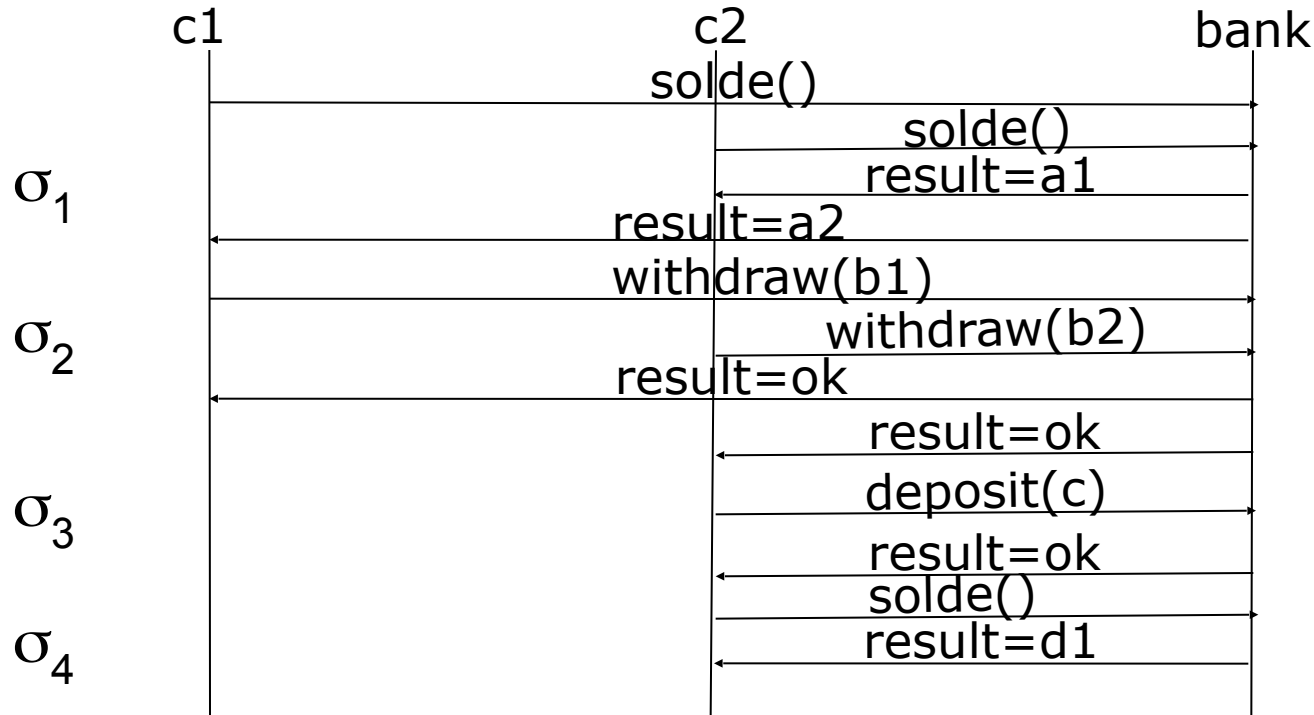 c1 c2 bank
solde()
solde()
σ1 result=a1
result=a2
withdraw(b1)
σ2 withdraw(b2)
result=ok
result=ok
σ3 deposit(c)
result=ok
solde()
σ4 result=d1